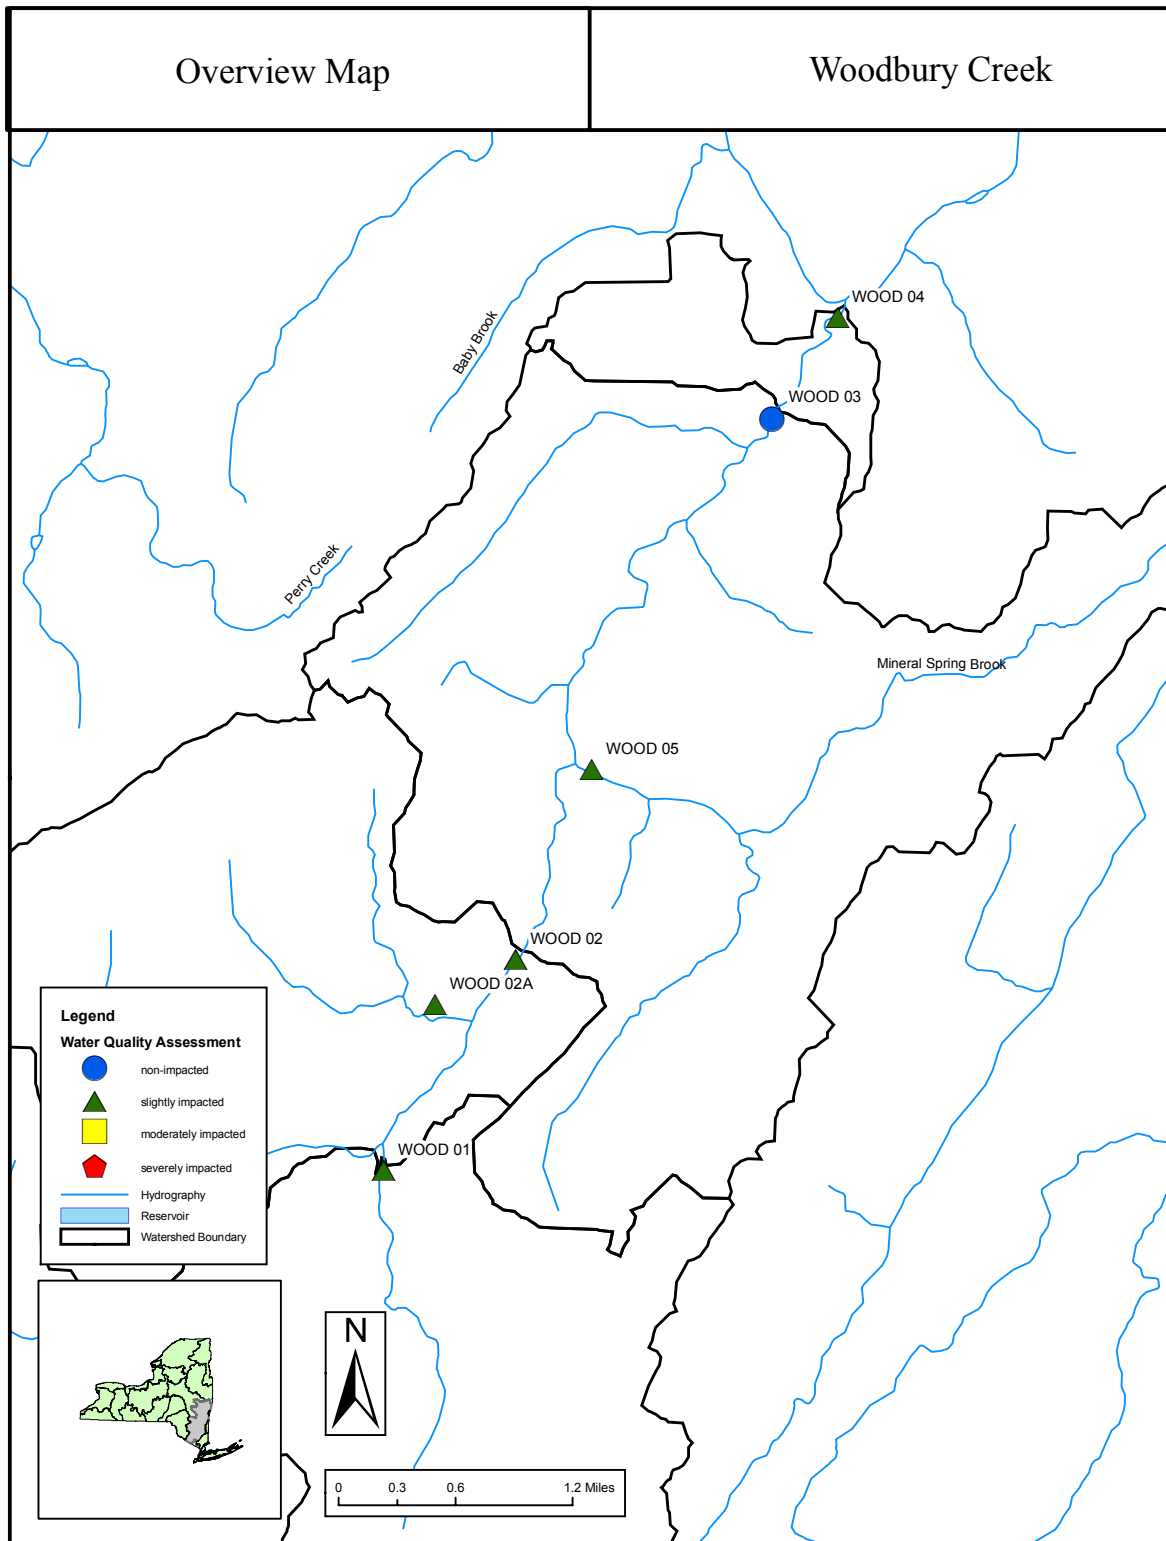 Overview Map
Woodbury Creek
WOOD 04
Baby Brook
WOOD 03
Perry Creek
Mineral Spring Brook
WOOD 05
WOOD 02
WOOD 02A
WOOD 01
Legend
Water Quality Assessment
non-impacted
slightly impacted
moderately impacted
severely impacted
Hydrography
Reservoir
Watershed Boundary
N
0 0.3 0.6 1.2 Miles